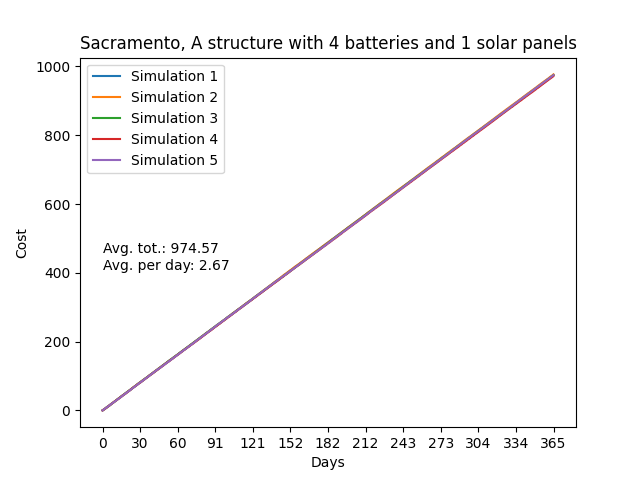 Sacramento, A structure with 4 batteries and 1 solar panels
1000
800
600
400
200
0
Cost
Simulation 1
Simulation 2
Simulation 3
Simulation 4
Simulation 5
Avg. tot.: 974.57
Avg. per day: 2.67
0 30 60 91 121 152 182 212 243 273 304 334 365
Days